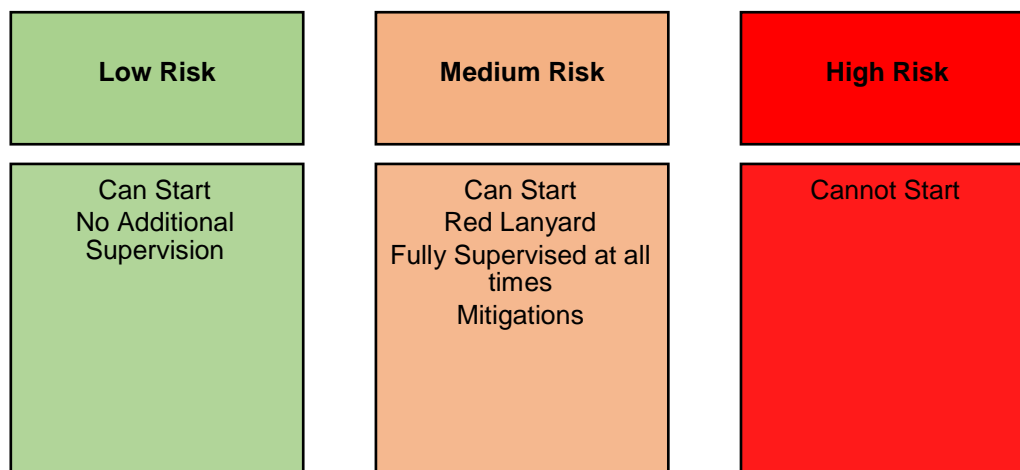 Low Risk
Medium Risk
High Risk
Can Start
No Additional
Supervision
Can Start
Red Lanyard
Fully Supervised at all
times
Mitigations
Cannot Start